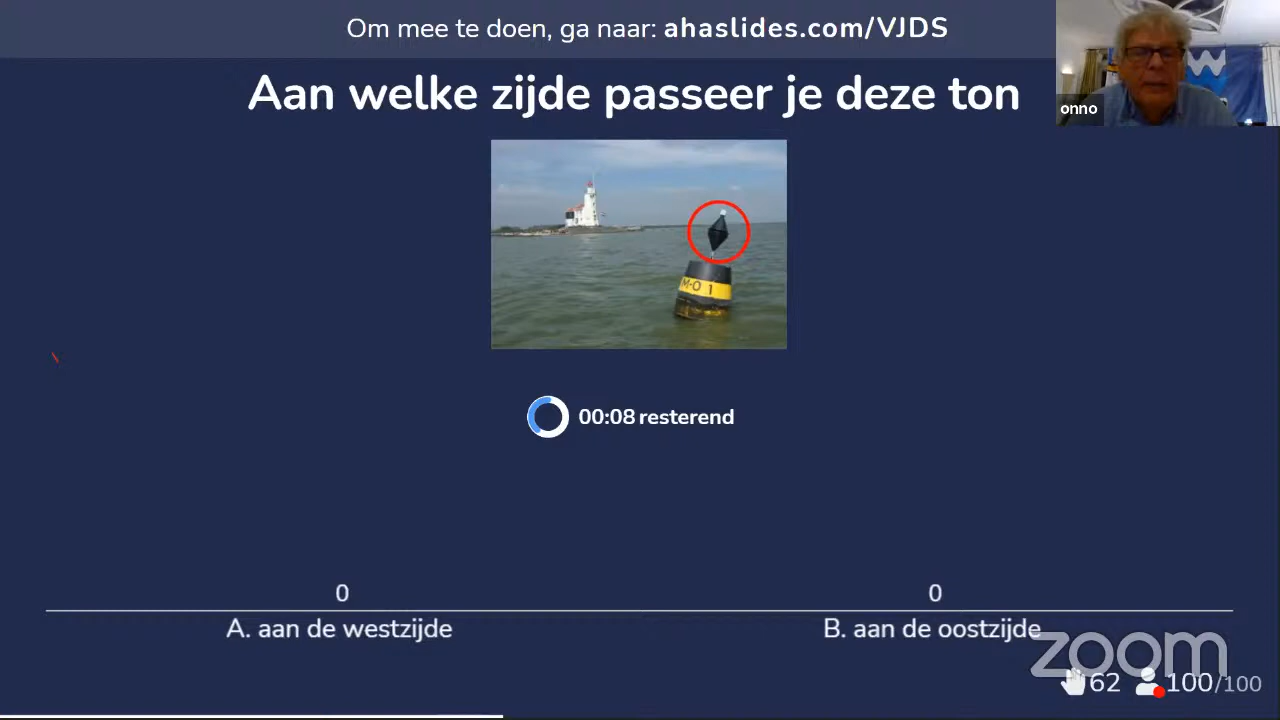 Om mee te doen, ga naar: ahaslides.com/VJDS
onno
Aan welke zijde passeer je deze ton
M-O 1
00:08 resterend
0
0
A. aan de westzijde
B. aan de oostzijde
zoom
62
100/100